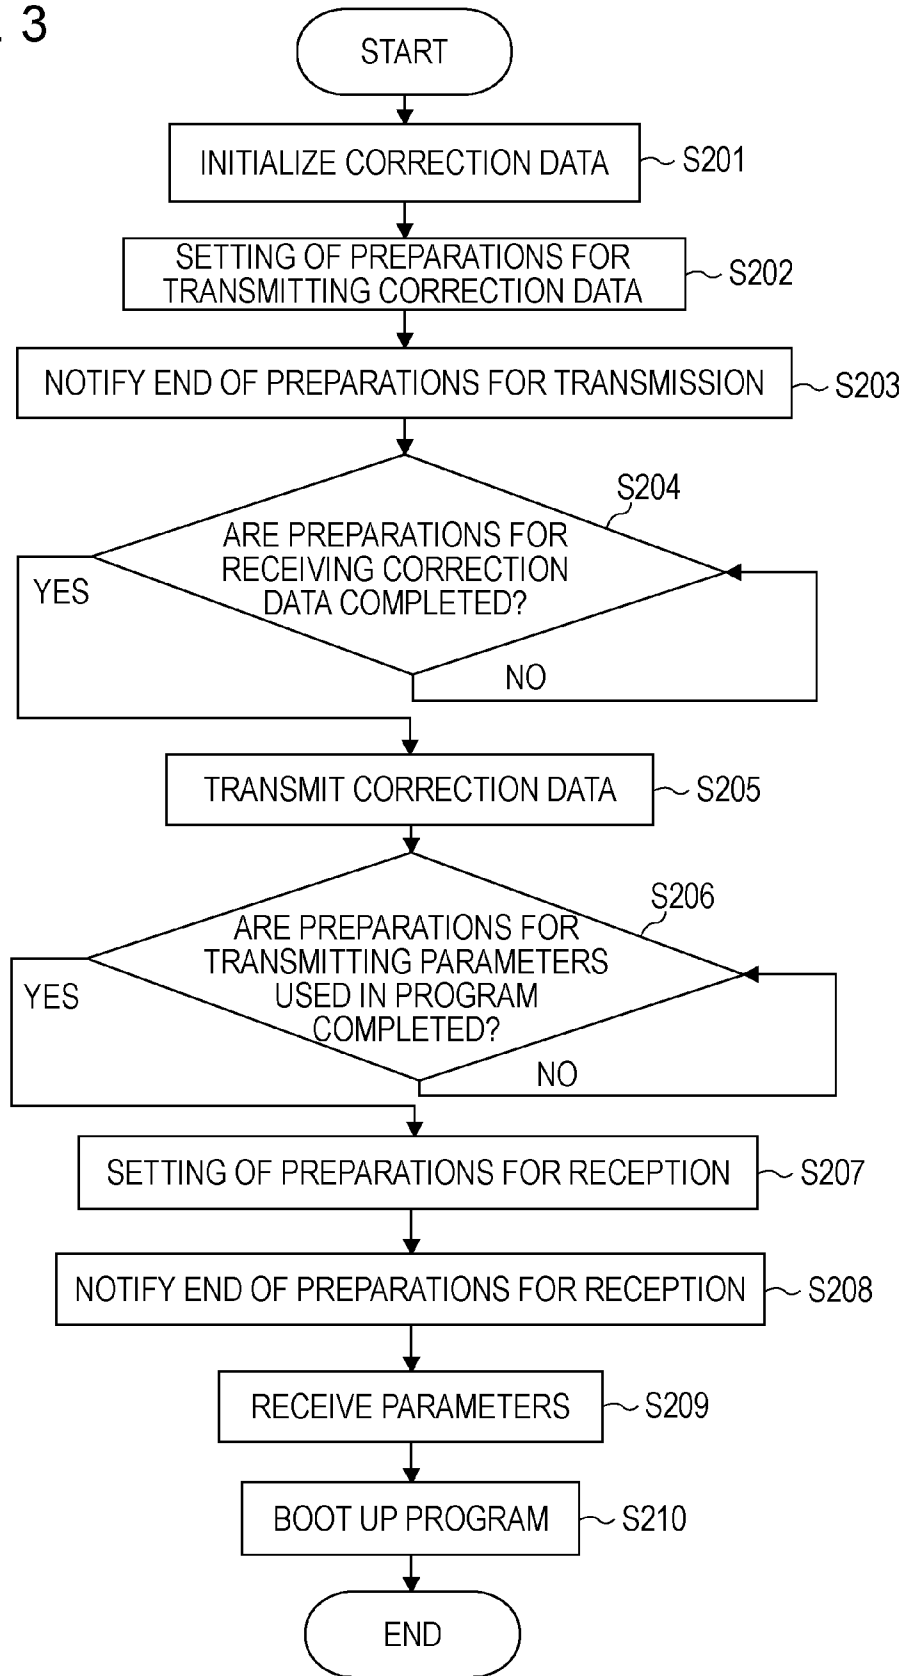 . 3
START
INITIALIZE CORRECTION DATA
S201
SETTING OF PREPARATIONS FOR
TRANSMITTING CORRECTION DATA
S202
NOTIFY END OF PREPARATIONS FOR TRANSMISSION
S203
S204
ARE PREPARATIONS FOR
RECEIVING CORRECTION
DATA COMPLETED?
YES
NO
TRANSMIT CORRECTION DATA
S205
S206
ARE PREPARATIONS FOR
TRANSMITTING PARAMETERS
USED IN PROGRAM
COMPLETED?
YES
NO
SETTING OF PREPARATIONS FOR RECEPTION
S207
NOTIFY END OF PREPARATIONS FOR RECEPTION
S208
RECEIVE PARAMETERS
S209
BOOT UP PROGRAM
S210
END